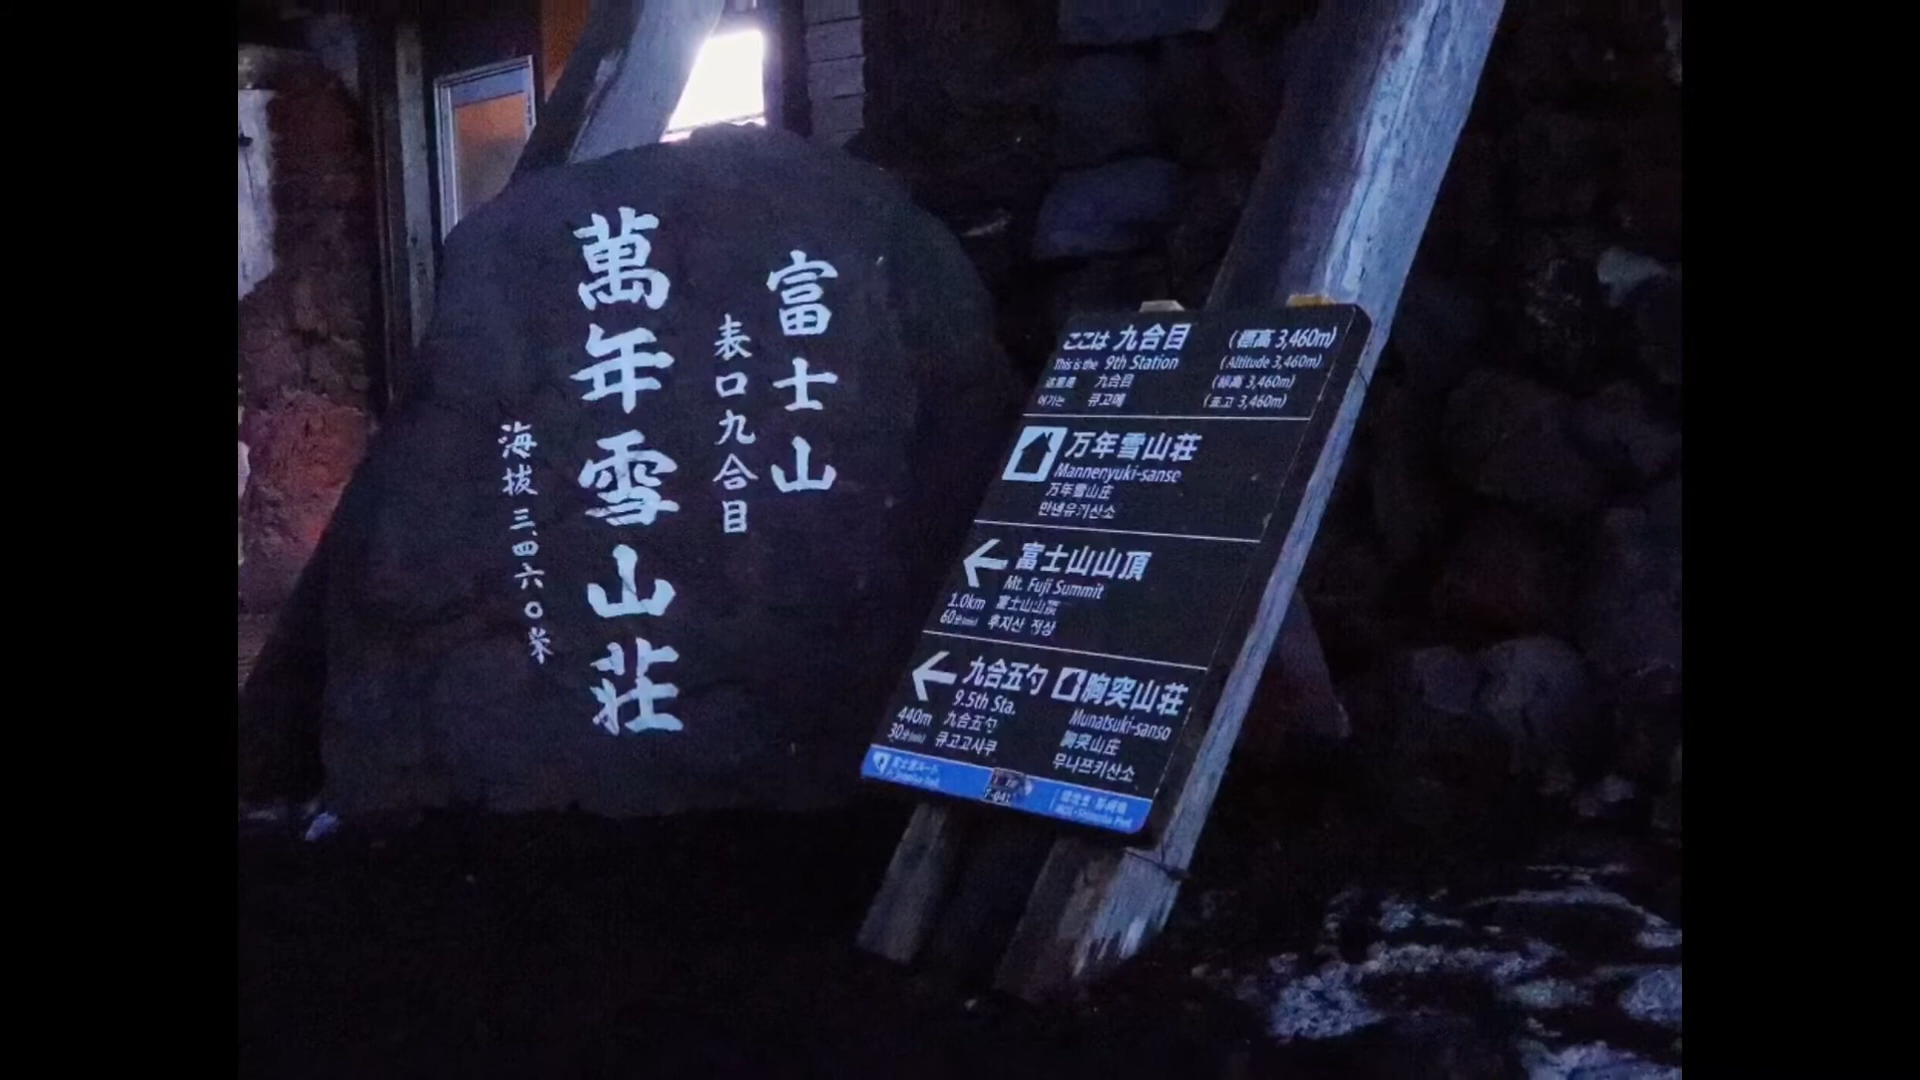 富士山
表口九合目
萬年雪山荘
海抜三.四六〇米
ここは 九合目 (標高 3,460m)
This is the 9th Station (Altitude 3,460m)
这里是 九合目 (标高 3,460m)
여기는 큐고메 (표고 3,460m)
万年雪山荘
Mannenyuki-sanso
万年雪山庄
만넨유키산소
富士山山頂
Mt. Fuji Summit
1.0km 富士山山顶
60分(min) 후지산 정상
九合五勺 胸突山荘
9.5th Sta. Munatsuki-sanso
440m 九合五勺 胸突山庄
30分(min) 큐고고샤쿠 무나쯔키산소